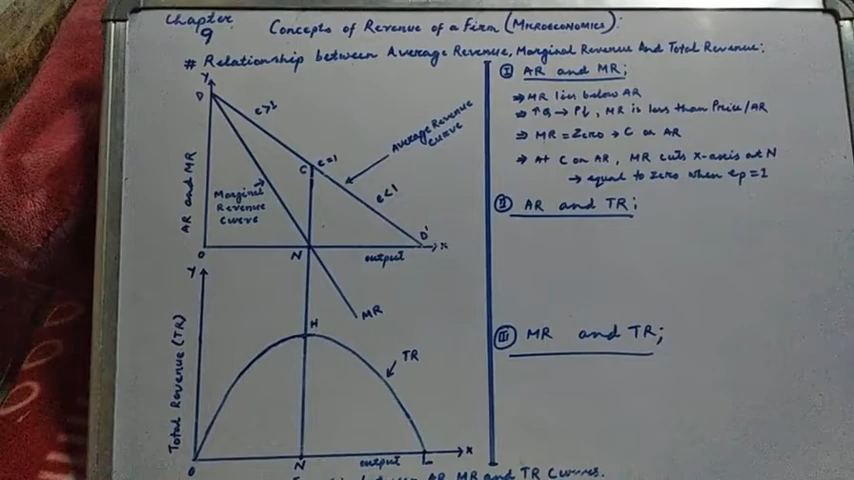 Chapter 9
Concepts of Revenue of a Firm (MICROECONOMICS):
# Relationship between Average Revenue, Marginal Revenue And Total Revenue:
Y
D
e>1
C e=1
Average Revenue
curve
AR and MR
Marginal
Revenue
curve
e<1
D'
O
N
output
X
MR
Y
H
TR
Total Revenue (TR)
O
N
output
L
X
between AR MR and TR Curves.
I AR and MR;
⇒ MR lies below AR
⇒ ↑Q → P↓, MR is less than Price/AR
⇒ MR = Zero → C on AR
⇒ At C on AR, MR cuts X-axis at N
→ equal to zero when ep=1
II AR and TR;
III MR and TR;